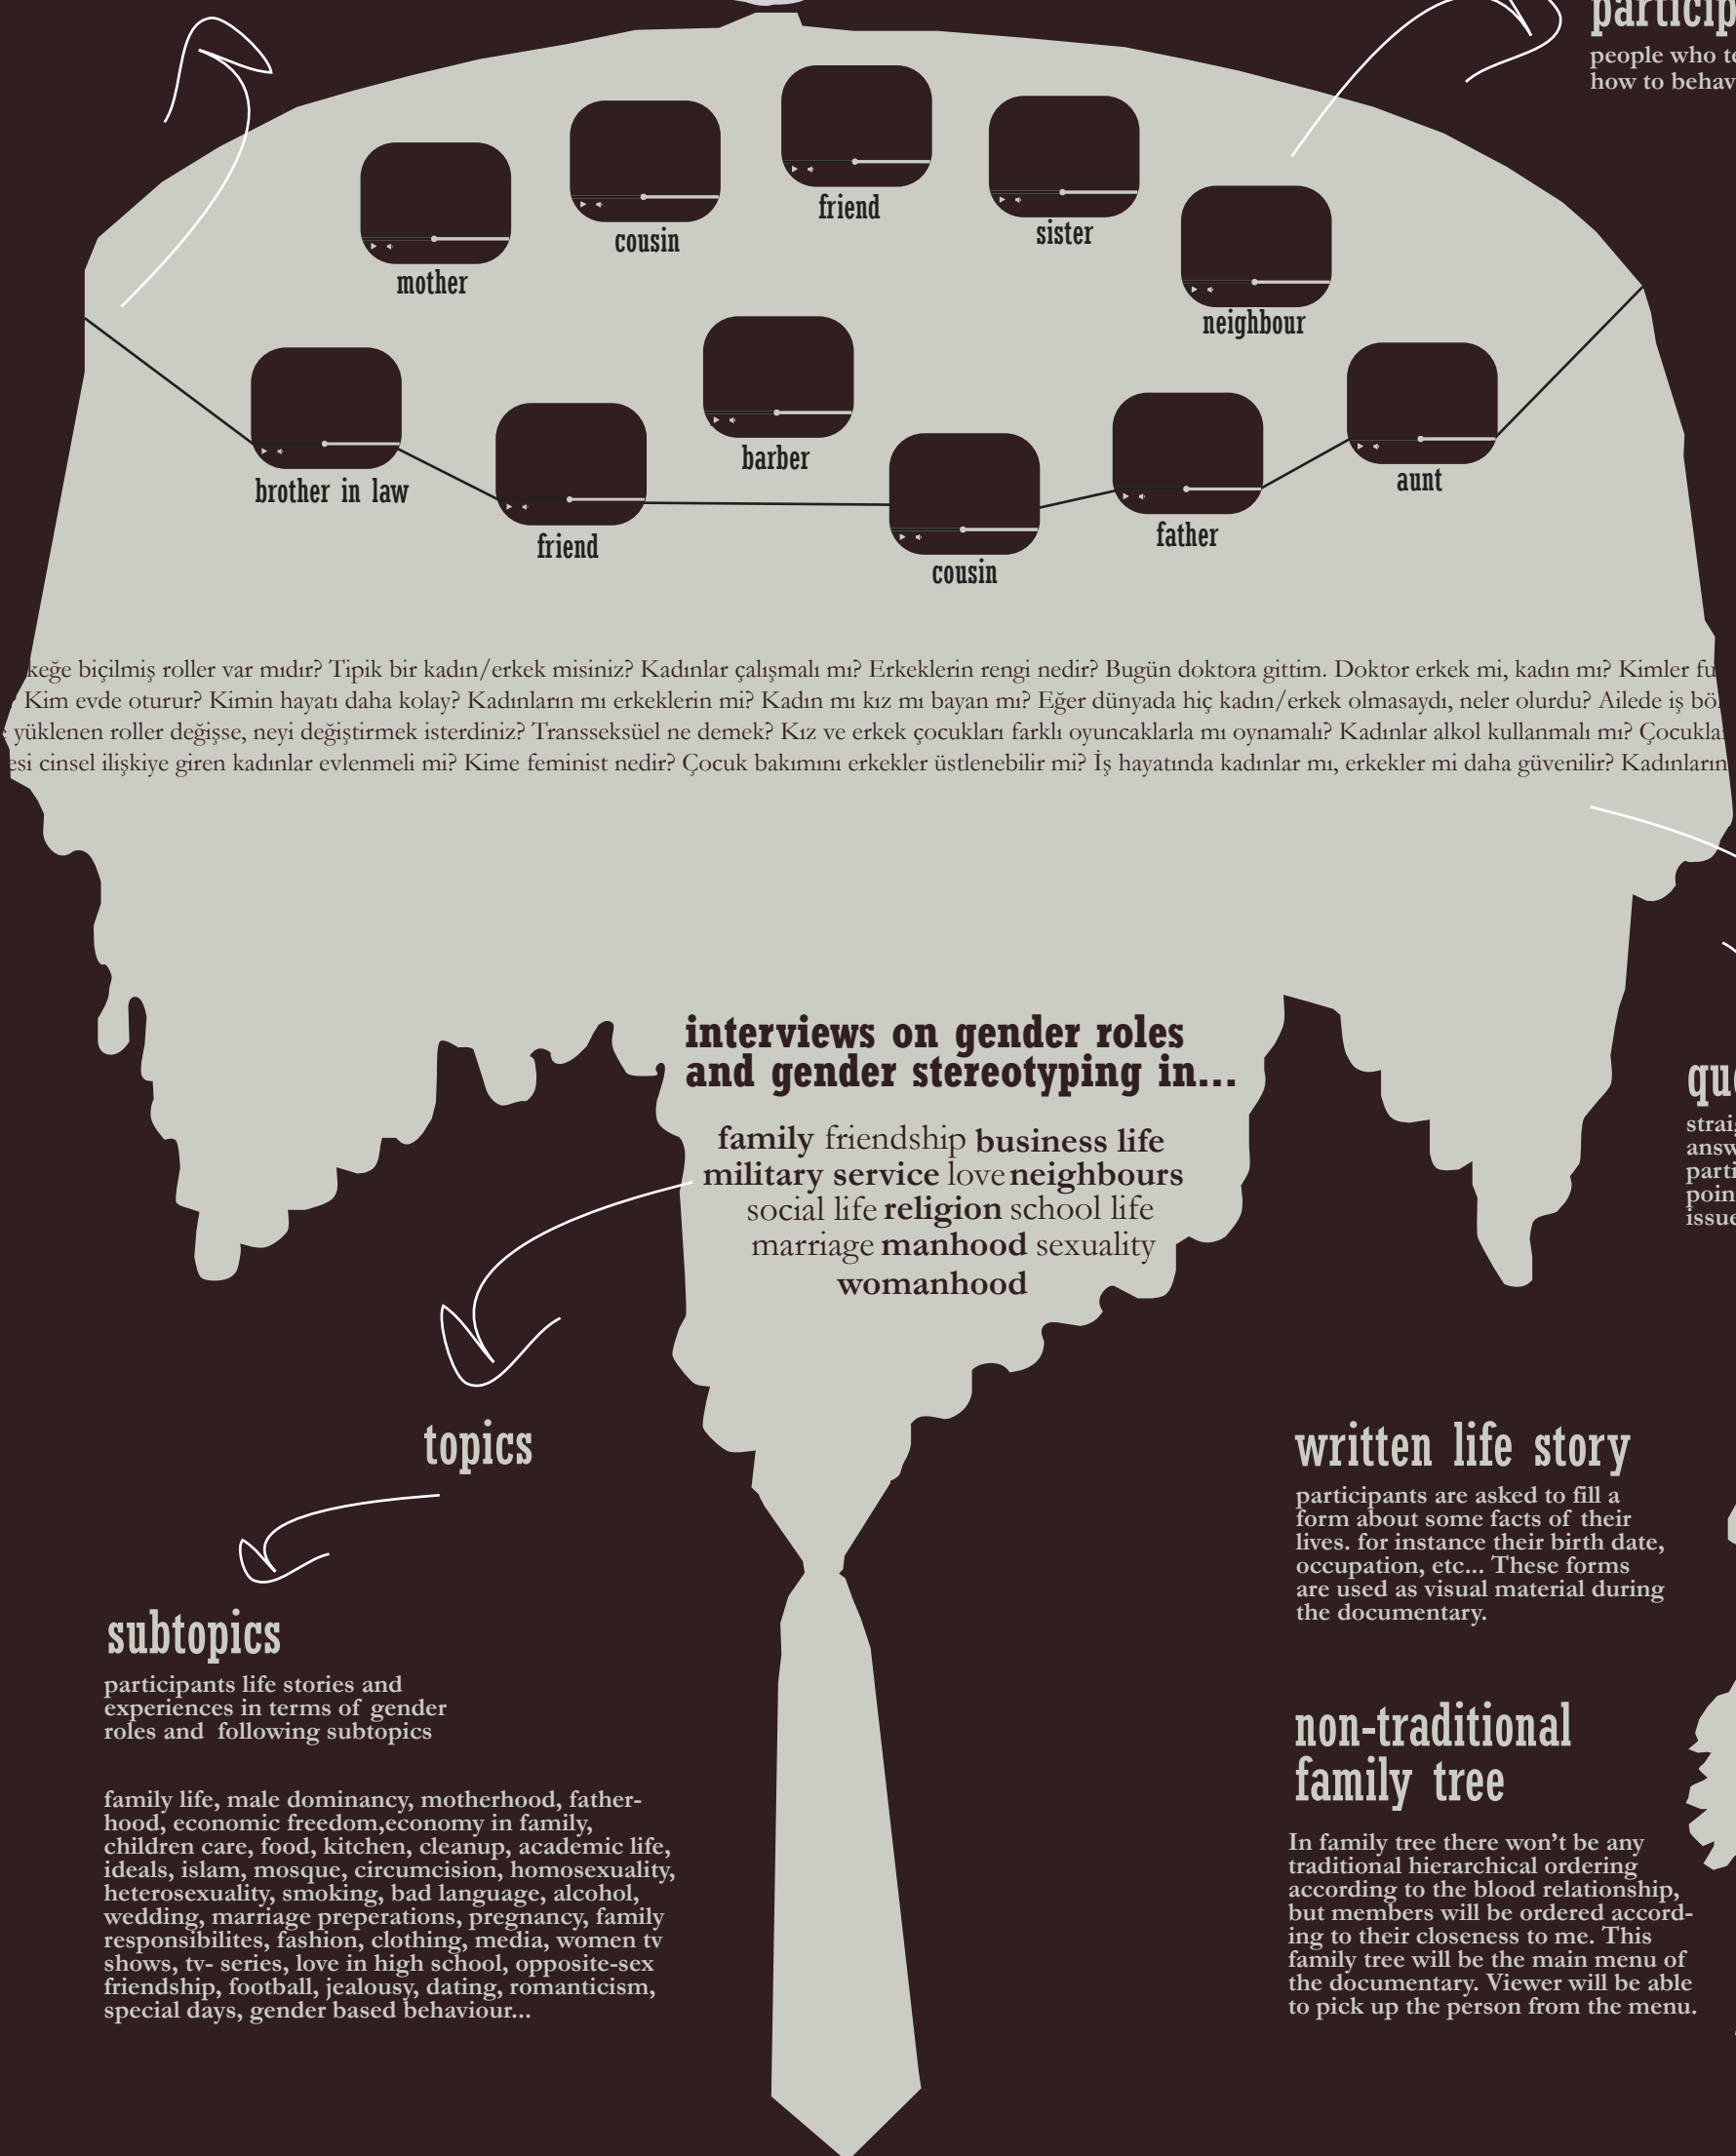 particip
people who te
how to behav
friend
sister
cousin
mother
neighbour
barber
aunt
brother in law
friend
father
cousin
keğe biçilmiş roller var mıdır? Tipik bir kadın/erkek misiniz? Kadınlar çalışmalı mı? Erkeklerin rengi nedir? Bugün doktora gittim. Doktor erkek mi, kadın mı? Kimler fu
Kim evde oturur? Kimin hayatı daha kolay? Kadınların mı erkeklerin mi? Kadın mı kız mı bayan mı? Eğer dünyada hiç kadın/erkek olmasaydı, neler olurdu? Ailede iş böl
yüklenen roller değişse, neyi değiştirmek isterdiniz? Transseksüel ne demek? Kız ve erkek çocukları farklı oyuncaklarla mı oynamalı? Kadınlar alkol kullanmalı mı? Çocukla
esi cinsel ilişkiye giren kadınlar evlenmeli mi? Kime feminist nedir? Çocuk bakımını erkekler üstlenebilir mi? İş hayatında kadınlar mı, erkekler mi daha güvenilir? Kadınların
interviews on gender roles
and gender stereotyping in...
family friendship business life
military service love neighbours
social life religion school life
marriage manhood sexuality
womanhood
que
straig
answ
parti
poin
issue
topics
subtopics
participants life stories and
experiences in terms of gender
roles and following subtopics
family life, male dominancy, motherhood, father-
hood, economic freedom,economy in family,
children care, food, kitchen, cleanup, academic life,
ideals, islam, mosque, circumcision, homosexuality,
heterosexuality, smoking, bad language, alcohol,
wedding, marriage preperations, pregnancy, family
responsibilites, fashion, clothing, media, women tv
shows, tv- series, love in high school, opposite-sex
friendship, football, jealousy, dating, romanticism,
special days, gender based behaviour...
written life story
participants are asked to fill a
form about some facts of their
lives. for instance their birth date,
occupation, etc... These forms
are used as visual material during
the documentary.
non-traditional
family tree
In family tree there won't be any
traditional hierarchical ordering
according to the blood relationship,
but members will be ordered accord-
ing to their closeness to me. This
family tree will be the main menu of
the documentary. Viewer will be able
to pick up the person from the menu.